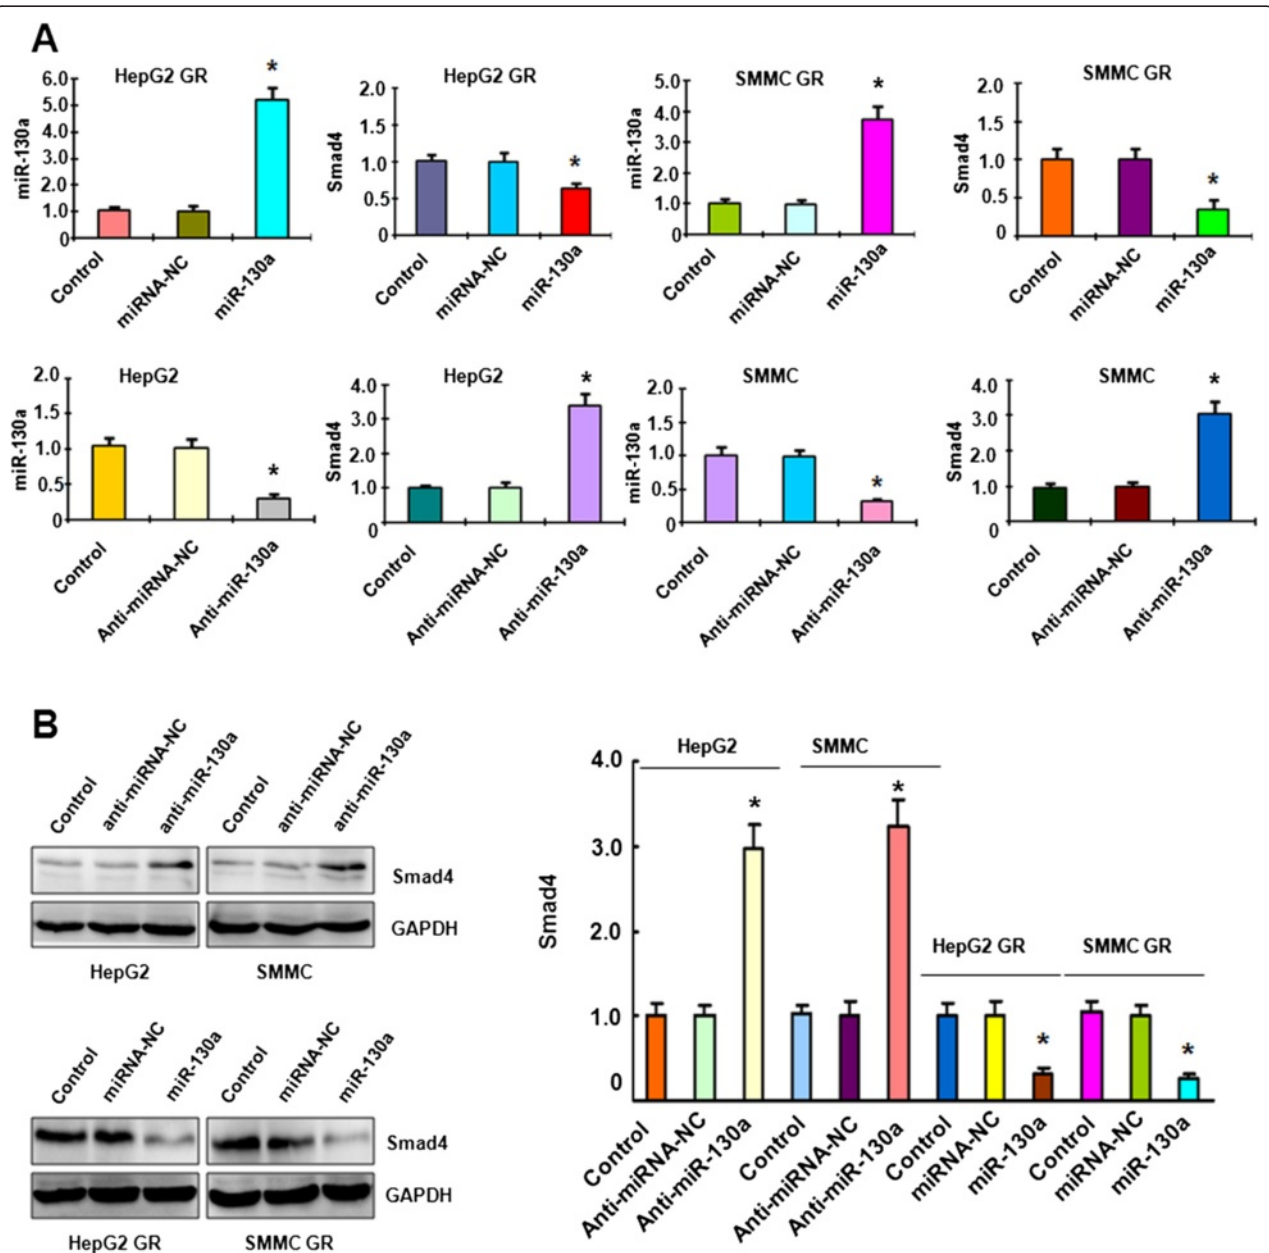 A
HepG2 GR
miR-130a
6.0
5.0
4.0
3.0
2.0
1.0
0
*
Control
miRNA-NC
miR-130a
HepG2 GR
Smad4
2.0
1.5
1.0
0.5
0
*
Control
miRNA-NC
miR-130a
SMMC GR
miR-130a
5.0
4.0
3.0
2.0
1.0
0
*
Control
miRNA-NC
miR-130a
SMMC GR
Smad4
2.0
1.5
1.0
0.5
0
*
Control
miRNA-NC
miR-130a
HepG2
miR-130a
2.0
1.5
1.0
0.5
0
*
Control
Anti-miRNA-NC
Anti-miR-130a
HepG2
Smad4
4.0
3.0
2.0
1.0
0
*
Control
Anti-miRNA-NC
Anti-miR-130a
SMMC
miR-130a
2.0
1.5
1.0
0.5
0
*
Control
Anti-miRNA-NC
Anti-miR-130a
SMMC
Smad4
4.0
3.0
2.0
1.0
0
*
Control
Anti-miRNA-NC
Anti-miR-130a
B
Control
anti-miRNA-NC
anti-miR-130a
Control
anti-miRNA-NC
anti-miR-130a
Smad4
GAPDH
HepG2
SMMC
Control
miRNA-NC
miR-130a
Control
miRNA-NC
miR-130a
Smad4
GAPDH
HepG2 GR
SMMC GR
Smad4
4.0
3.0
2.0
1.0
0
HepG2
SMMC
HepG2 GR
SMMC GR
*
*
*
*
Control
Anti-miRNA-NC
Anti-miR-130a
Control
Anti-miRNA-NC
Anti-miR-130a
Control
miRNA-NC
miR-130a
Control
miRNA-NC
miR-130a